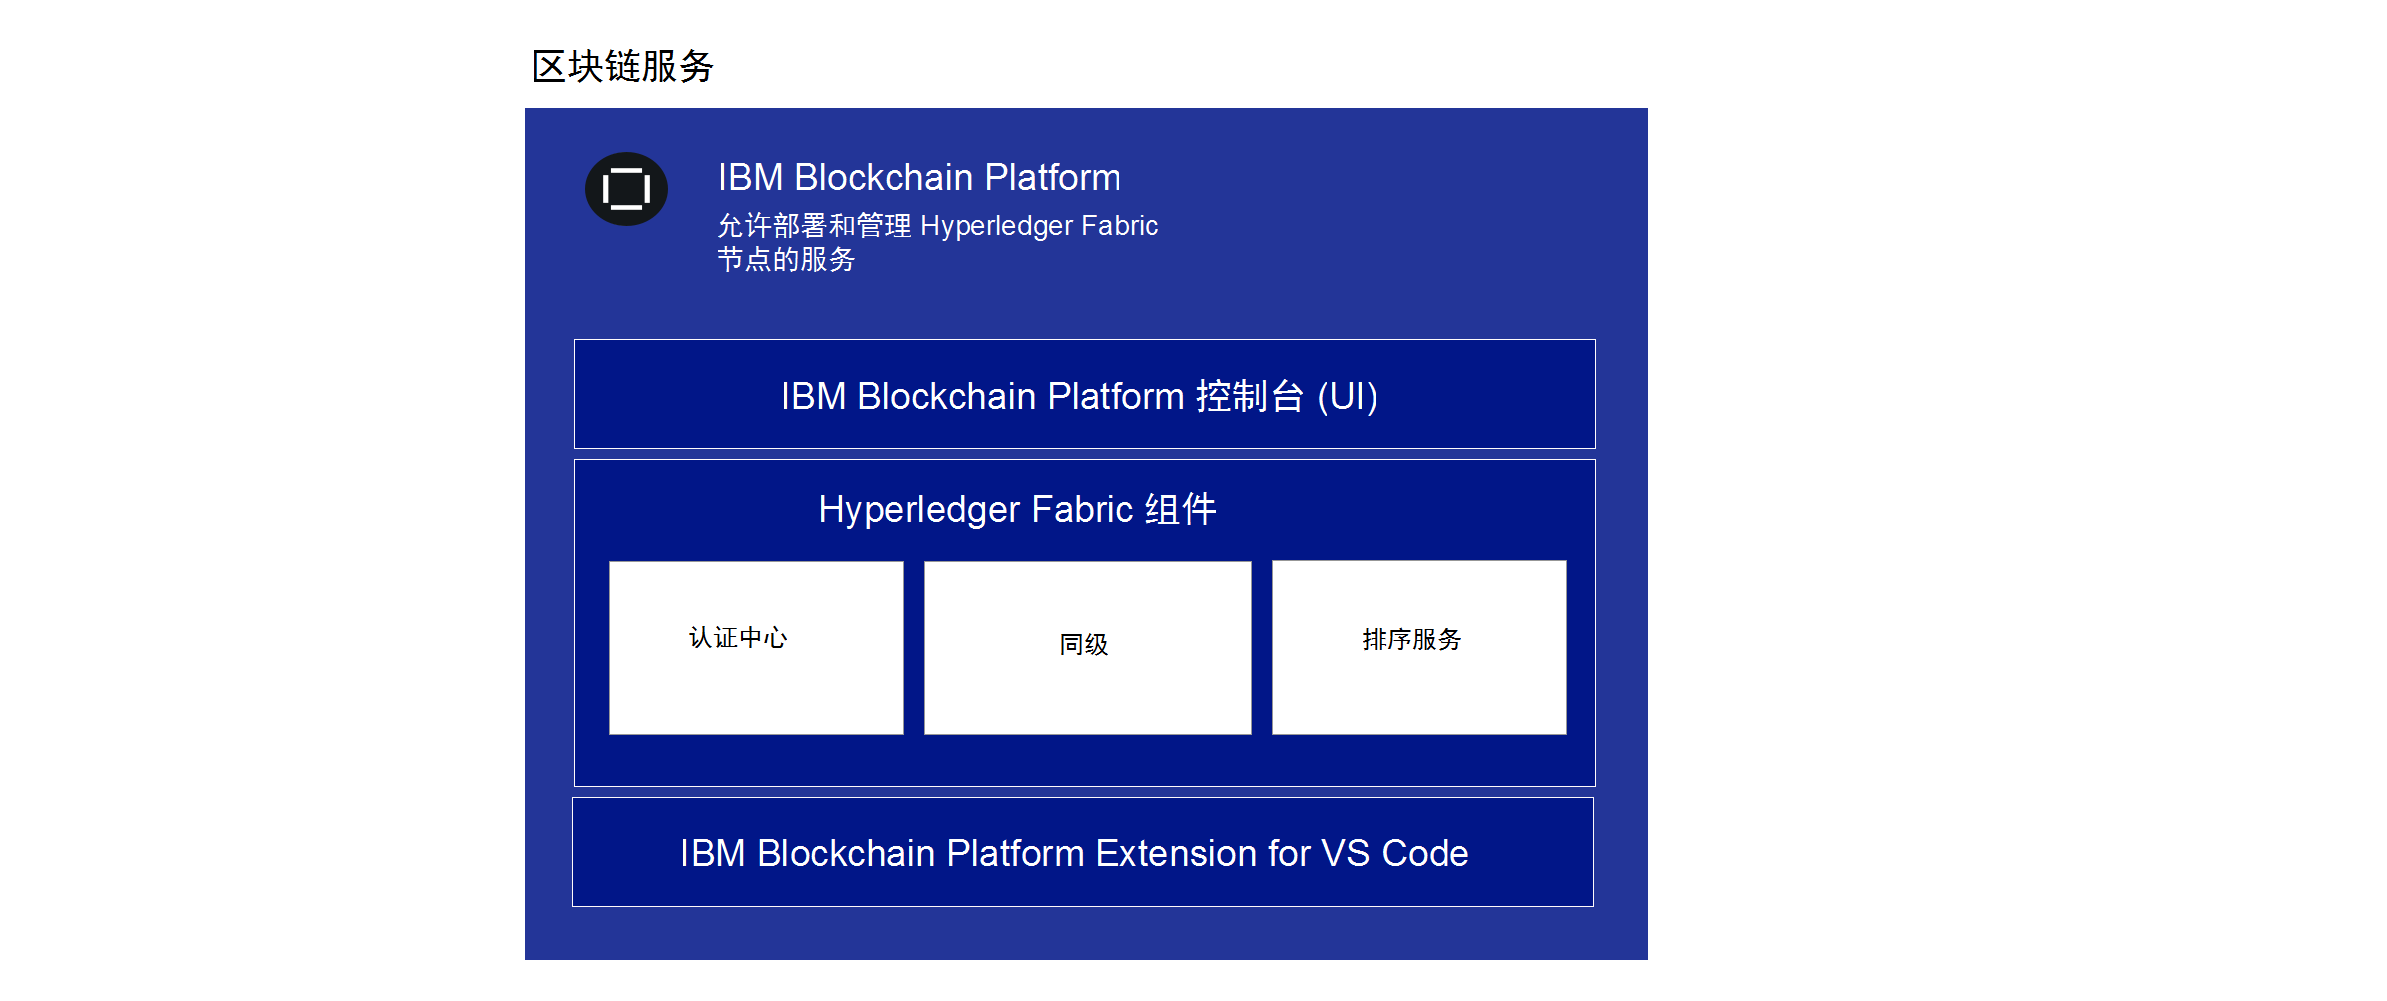 区块链服务
IBM Blockchain Platform
允许部署和管理 Hyperledger Fabric
节点的服务
IBM Blockchain Platform 控制台 (UI)
Hyperledger Fabric 组件
认证中心
同级
排序服务
IBM Blockchain Platform Extension for VS Code